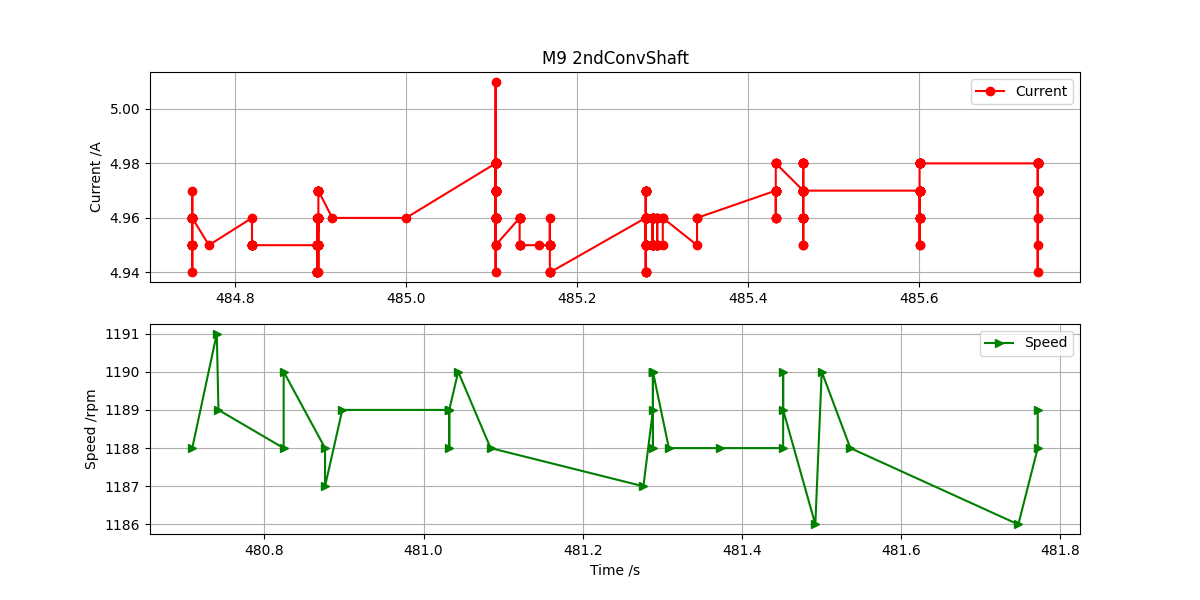 M9 2ndConvShaft
Current /A
5.00
4.98
4.96
4.94
Current
484.8 485.0 485.2 485.4 485.6
Speed /rpm
1191
1190
1189
1188
1187
1186
Speed
480.8 481.0 481.2 481.4 481.6 481.8
Time /s